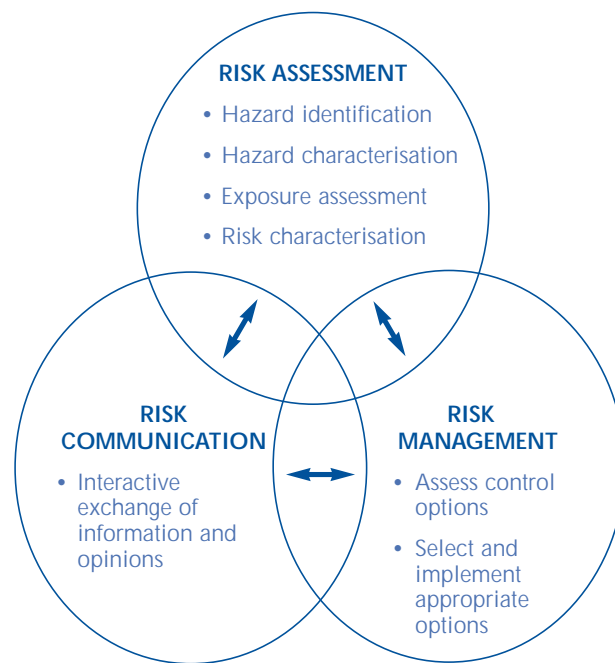 RISK ASSESSMENT
• Hazard identification
• Hazard characterisation
• Exposure assessment
• Risk characterisation
RISK
COMMUNICATION
• Interactive
exchange of
information and
opinions
RISK
MANAGEMENT
• Assess control
options
• Select and
implement
appropriate
options